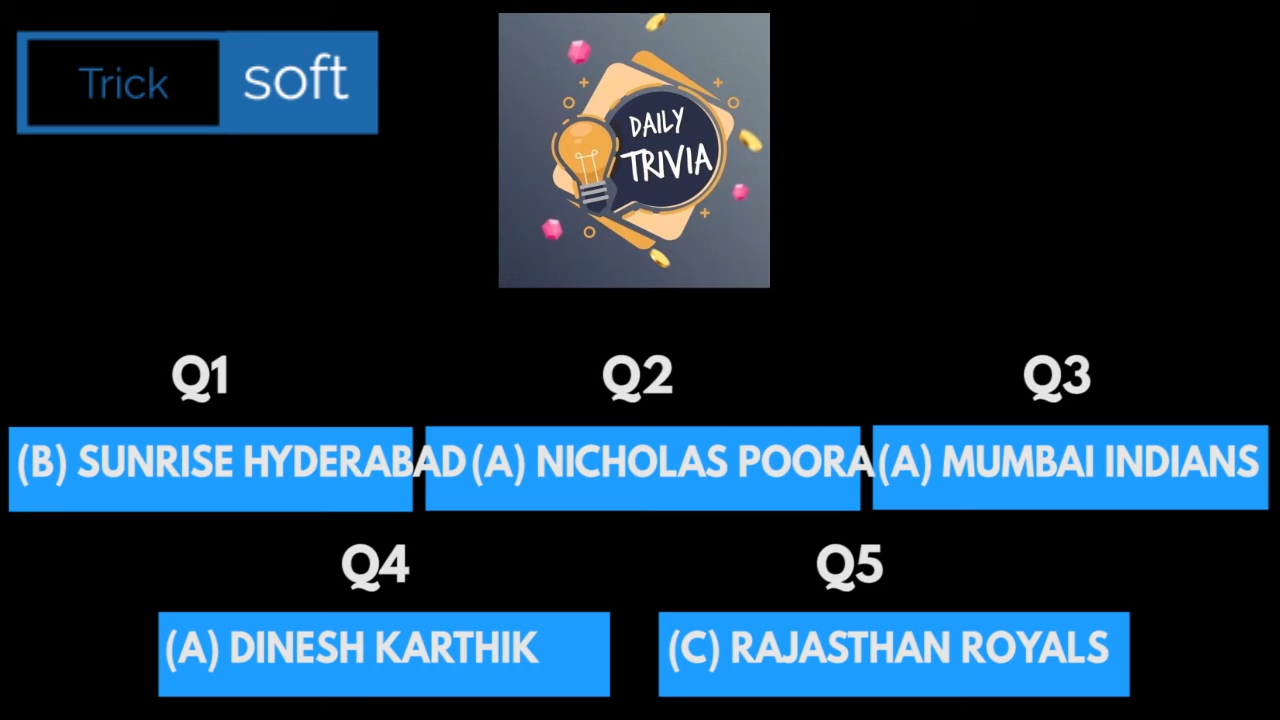 Trick soft
DAILY
TRIVIA
Q1
Q2
Q3
(B) SUNRISE HYDERABAD
(A) NICHOLAS POORA
(A) MUMBAI INDIANS
Q4
Q5
(A) DINESH KARTHIK
(C) RAJASTHAN ROYALS